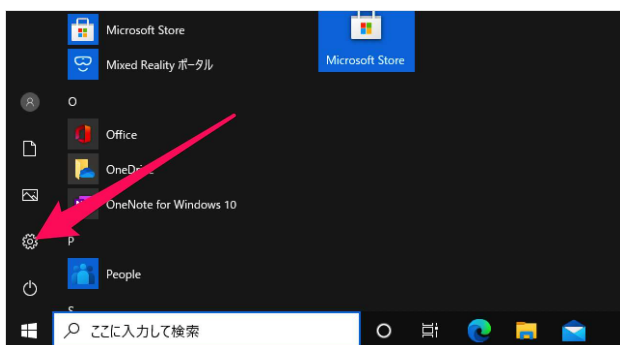 Microsoft Store
Mixed Reality ポータル
Microsoft Store
O
Office
OneDrive
OneNote for Windows 10
P
People
S
ここに入力して検索